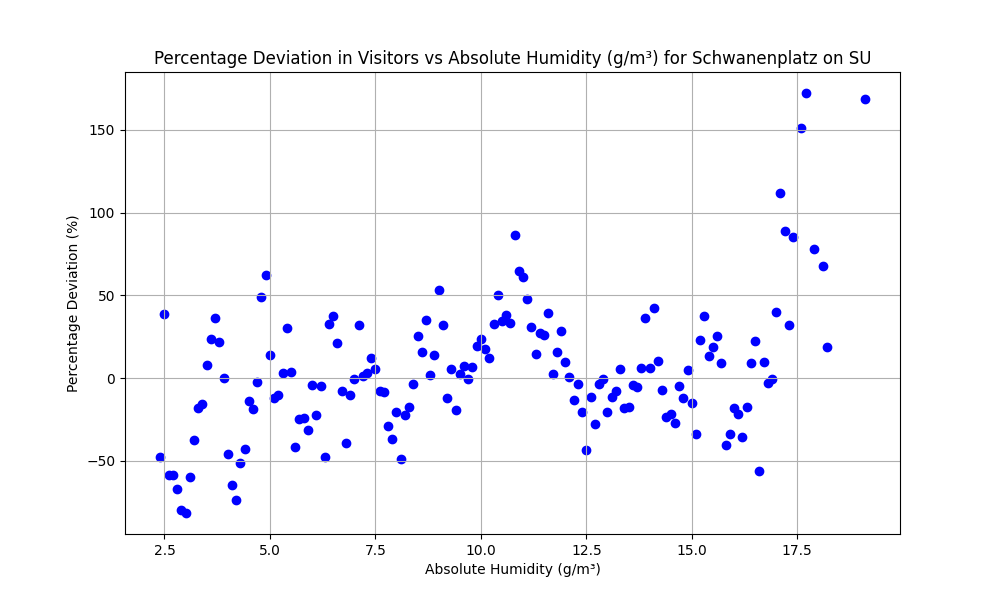 Percentage Deviation in Visitors vs Absolute Humidity (g/m³) for Schwanenplatz on SU
150
100
50
0
−50
Percentage Deviation (%)
2.5 5.0 7.5 10.0 12.5 15.0 17.5
Absolute Humidity (g/m³)